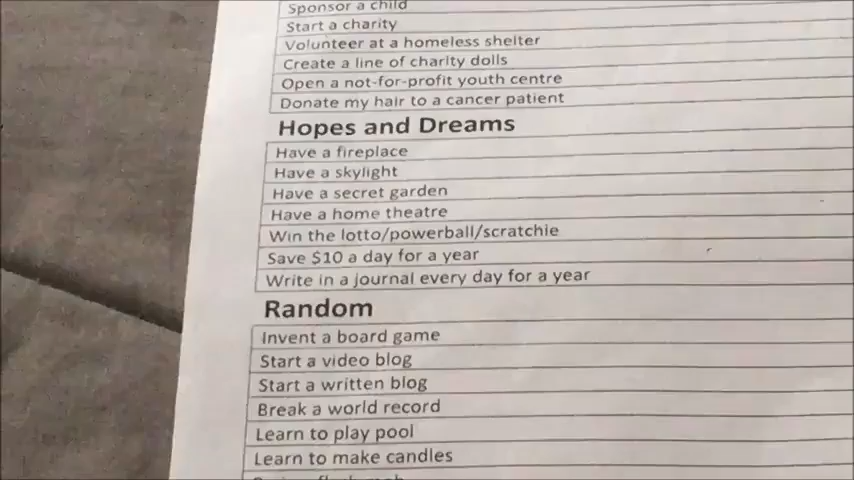 Sponsor a child
Start a charity
Volunteer at a homeless shelter
Create a line of charity dolls
Open a not-for-profit youth centre
Donate my hair to a cancer patient
Hopes and Dreams
Have a fireplace
Have a skylight
Have a secret garden
Have a home theatre
Win the lotto/powerball/scratchie
Save $10 a day for a year
Write in a journal every day for a year
Random
Invent a board game
Start a video blog
Start a written blog
Break a world record
Learn to play pool
Learn to make candles